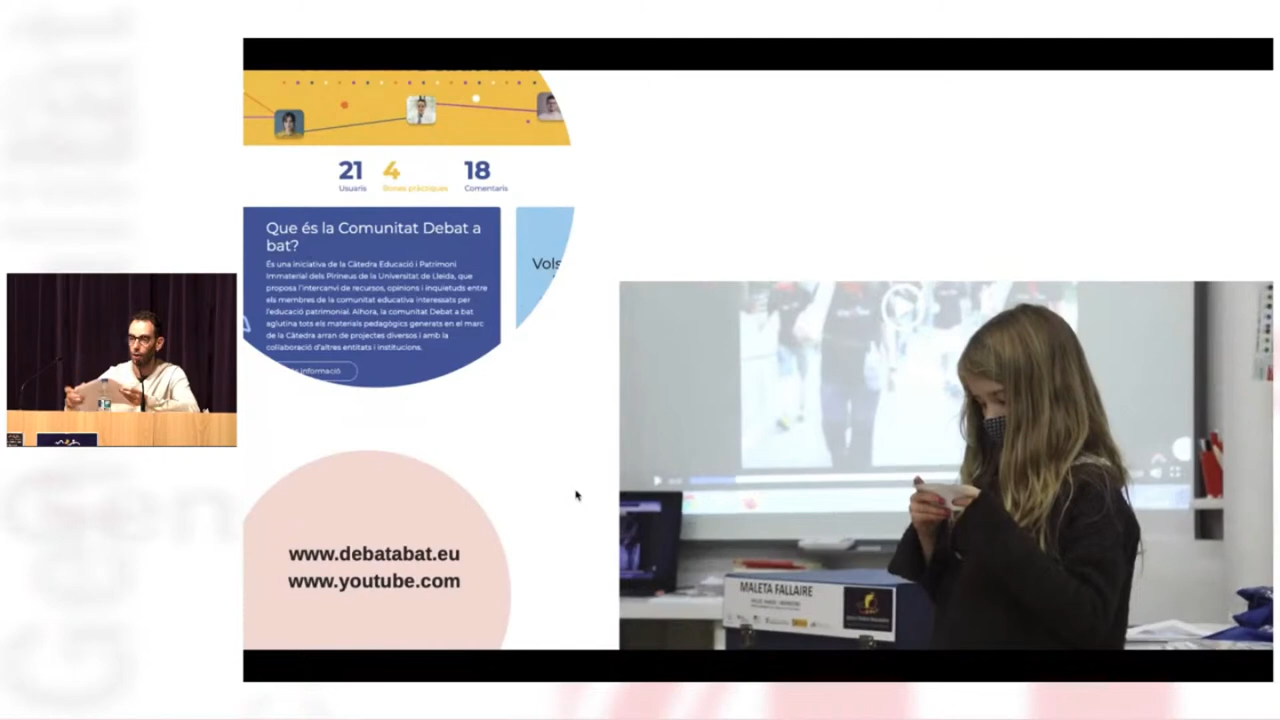 21
4
18
Usuaris
Bones pràctiques
Comentaris
Que és la Comunitat Debat a
bat?
És una iniciativa de la Càtedra Educació i Patrimoni
Immaterial dels Pirineus de la Universitat de Lleida, que
proposa l'intercanvi de recursos, opinions i inquietuds entre
els membres de la comunitat educativa interessats per
l'educació patrimonial. Alhora, la comunitat Debat a bat
aglutina tots els materials pedagògics generats en el marc
de la Càtedra arran de projectes diversos i amb la
col·laboració d'altres entitats i institucions.
informació
Vols
www.debatabat.eu
www.youtube.com
MALETA FALLAIRE